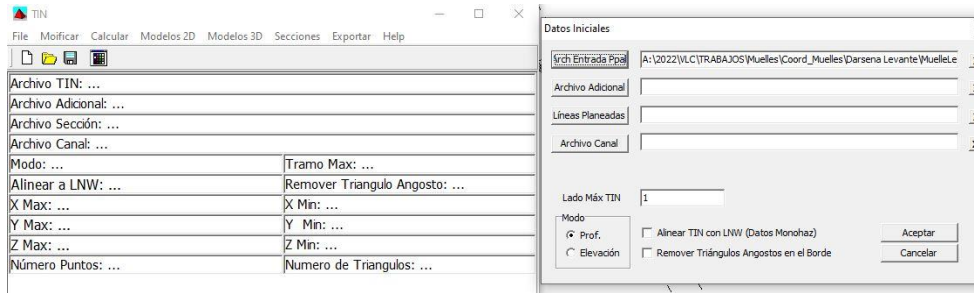 TIN
File Moificar Calcular Modelos 2D Modelos 3D Secciones Exportar Help
Archivo TIN: ...
Archivo Adicional: ...
Archivo Sección: ...
Archivo Canal: ...
Modo: ... Tramo Max: ...
Alinear a LNW: ... Remover Triangulo Angosto: ...
X Max: ... X Min: ...
Y Max: ... Y Min: ...
Z Max: ... Z Min: ...
Número Puntos: ... Numero de Triangulos: ...
Datos Iniciales
Arch Entrada Ppal A:\2022\VLC\TRABAJOS\Muelles\Coord_Muelles\Darsena Levante\MuelleLe
Archivo Adicional
Líneas Planeadas
Archivo Canal
Lado Máx TIN 1
Modo
Prof.
Elevación
Alinear TIN con LNW (Datos Monohaz)
Remover Triángulos Angostos en el Borde
Aceptar
Cancelar